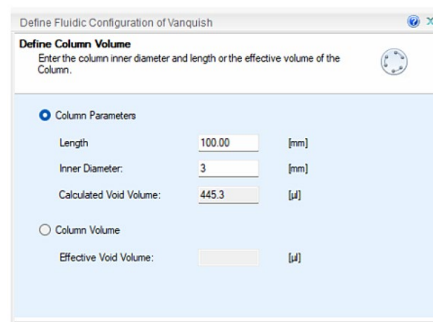 Define Fluidic Configuration of Vanquish
Define Column Volume
Enter the column inner diameter and length or the effective volume of the
Column.
Column Parameters
Length 100.00 [mm]
Inner Diameter: 3 [mm]
Calculated Void Volume: 445.3 [µl]
Column Volume
Effective Void Volume: [µl]